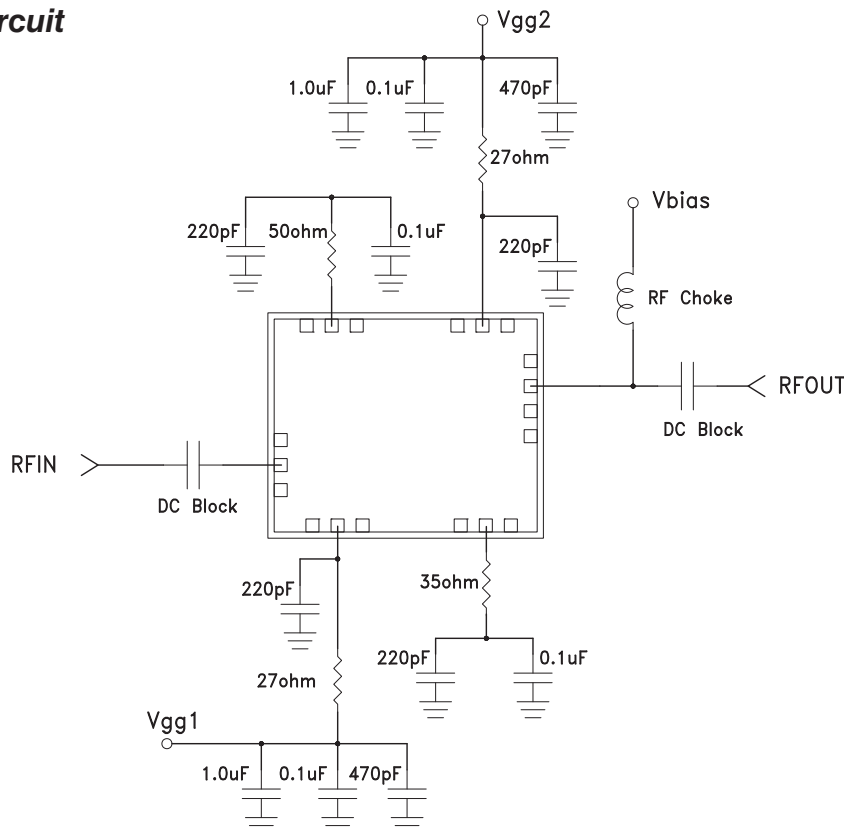 rcuit
Vgg2
1.0uF
0.1uF
470pF
27ohm
220pF
50ohm
0.1uF
220pF
Vbias
RF Choke
RFOUT
DC Block
RFIN
DC Block
220pF
35ohm
27ohm
220pF
0.1uF
Vgg1
1.0uF
0.1uF
470pF